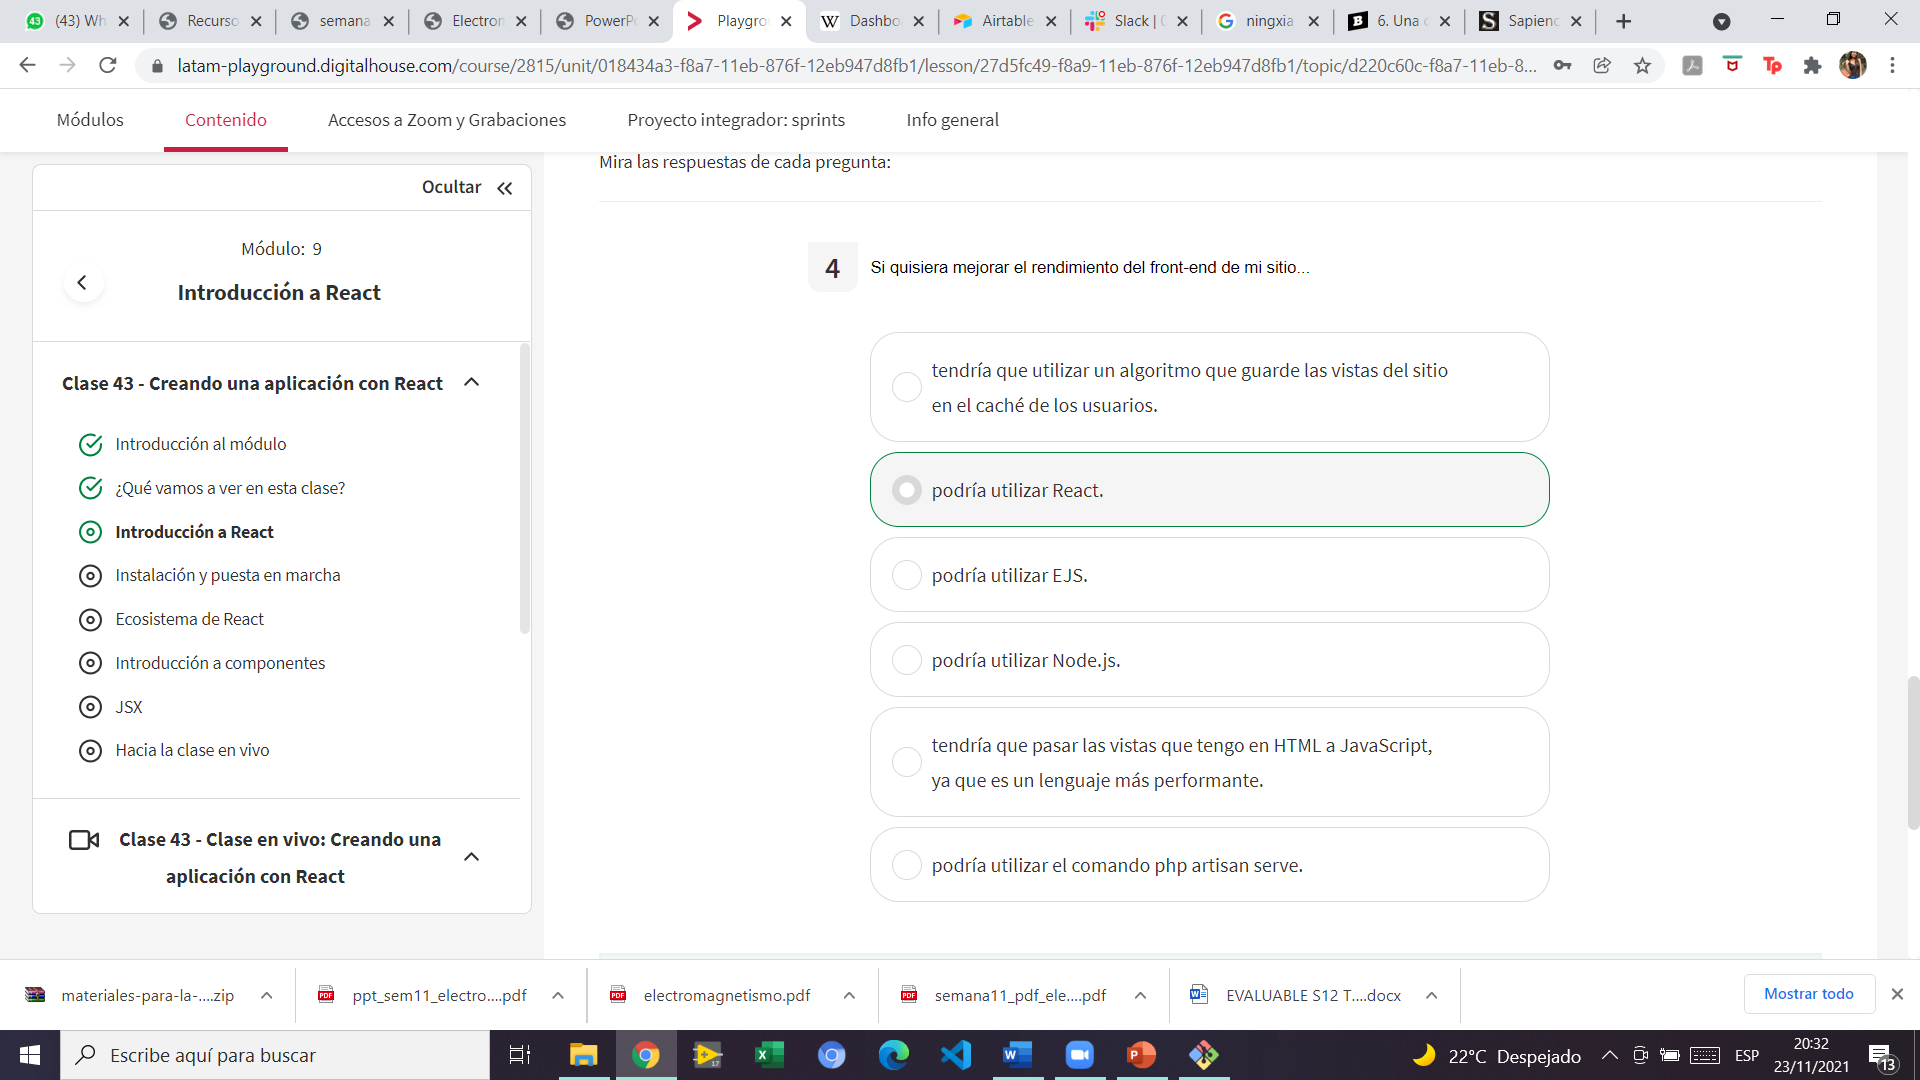 (43) Wh
Recurso
semana
Electron
PowerPo
Playgro
Dashbo
Airtable
Slack |
ningxia
6. Una
Sapien
latam-playground.digitalhouse.com/course/2815/unit/018434a3-f8a7-11eb-876f-12eb947d8fb1/lesson/27d5fc49-f8a9-11eb-876f-12eb947d8fb1/topic/d220c60c-f8a7-11eb-8...
Módulos
Contenido
Accesos a Zoom y Grabaciones
Proyecto integrador: sprints
Info general
Ocultar
Módulo: 9
Introducción a React
Clase 43 - Creando una aplicación con React
Introducción al módulo
¿Qué vamos a ver en esta clase?
Introducción a React
Instalación y puesta en marcha
Ecosistema de React
Introducción a componentes
JSX
Hacia la clase en vivo
Clase 43 - Clase en vivo: Creando una
aplicación con React
Mira las respuestas de cada pregunta:
4 Si quisiera mejorar el rendimiento del front-end de mi sitio...
tendría que utilizar un algoritmo que guarde las vistas del sitio
en el caché de los usuarios.
podría utilizar React.
podría utilizar EJS.
podría utilizar Node.js.
tendría que pasar las vistas que tengo en HTML a JavaScript,
ya que es un lenguaje más performante.
podría utilizar el comando php artisan serve.
materiales-para-la-....zip
ppt_sem11_electro....pdf
electromagnetismo.pdf
semana11_pdf_ele....pdf
EVALUABLE S12 T....docx
Mostrar todo
Escribe aquí para buscar
22°C Despejado
ESP
20:32
23/11/2021
13